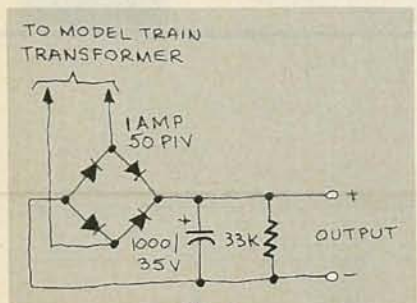 TO MODEL TRAIN
TRANSFORMER
1 AMP
50 PIV
+
+
1000/
35V
33K
OUTPUT
-